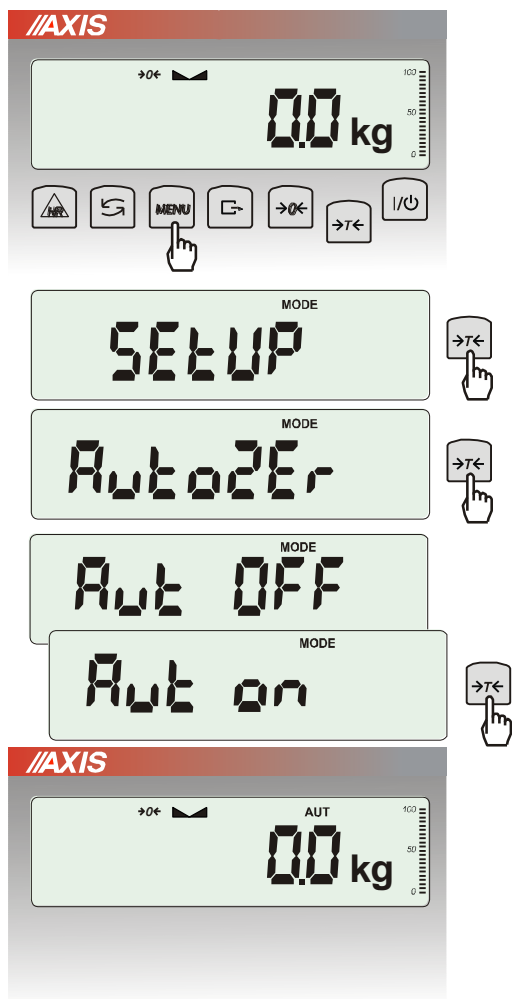 //AXIS
→0← 100
50
0.0 kg
0
HR MENU →0← →T← I/⏻
MODE
SEtUP →T←
MODE
AutoZEr →T←
MODE
Aut OFF
MODE
Aut on →T←
//AXIS
→0← AUT 100
50
0.0 kg
0